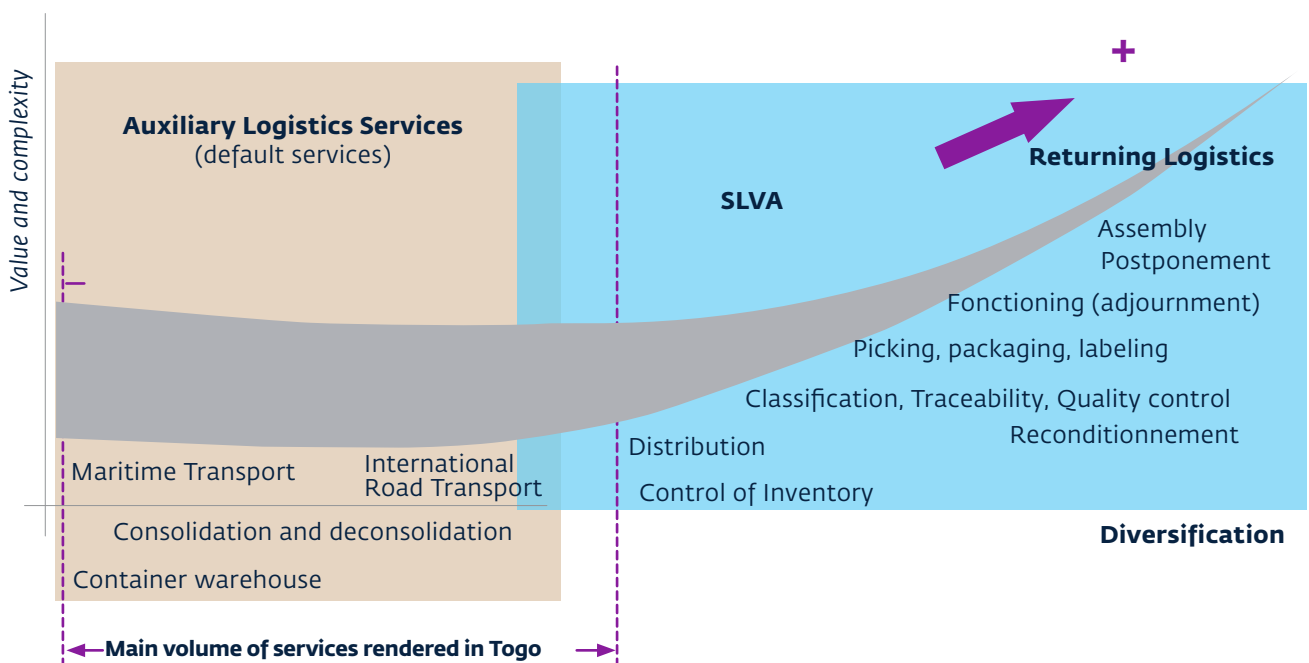 Value and complexity
+
Auxiliary Logistics Services
(default services)
Returning Logistics
SLVA
Assembly
Postponement
–
Fonctioning (adjournment)
Picking, packaging, labeling
Classification, Traceability, Quality control
Reconditionnement
Distribution
Control of Inventory
Maritime Transport
International
Road Transport
Consolidation and deconsolidation
Diversification
Container warehouse
Main volume of services rendered in Togo